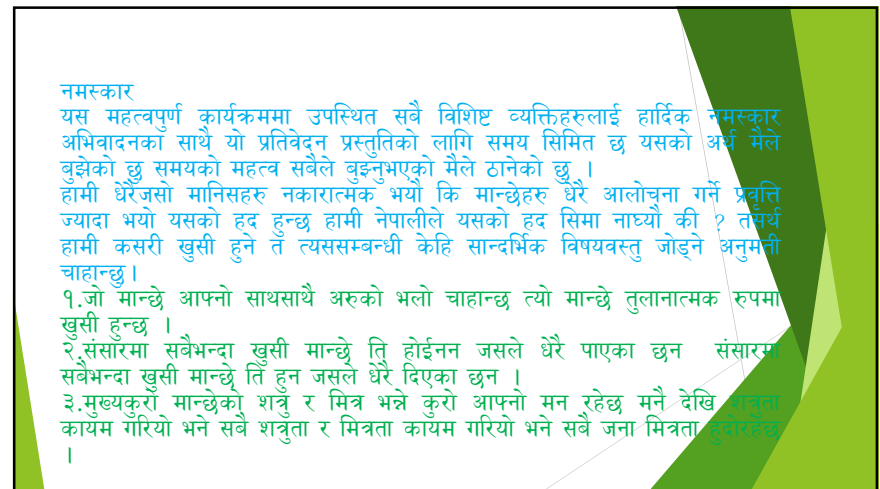 नमस्कार
यस महत्वपुर्ण कार्यक्रममा उपस्थित सबै विशिष्ट व्यक्तिहरुलाई हार्दिक नमस्कार
अभिवादनका साथै यो प्रतिवेदन प्रस्तुतिको लागि समय सिमित छ यसको अर्थ मैले
बुझेको छु समयको महत्व सबैले बुझ्नुभएको मैले ठानेको छु ।
हामी धेरैजसो मानिसहरु नकारात्मक भयौ कि मान्छेहरु धेरै आलोचना गर्ने प्रवृत्ति
ज्यादा भयो यसको हद हुन्छ हामी नेपालीले यसको हद सिमा नाघ्यौ की ? तसर्थ
हामी कसरी खुसी हुने त त्यससम्बन्धी केहि सान्दर्भिक विषयवस्तु जोड्ने अनुमती
चाहान्छु।
१.जो मान्छे आफ्नो साथसाथै अरुको भलो चाहान्छ त्यो मान्छे तुलानात्मक रुपमा
खुसी हुन्छ ।
२.संसारमा सबैभन्दा खुसी मान्छे ति होईनन जसले धेरै पाएका छन संसारमा
सबैभन्दा खुसी मान्छे ति हुन जसले धेरै दिएका छन ।
३.मुख्यकुरो मान्छेको शत्रु र मित्र भन्ने कुरो आफ्नो मन रहेछ मनै देखि शत्रुता
कायम गरियो भने सबै शत्रुता र मित्रता कायम गरियो भने सबै जना मित्रता हुदोरहेछ
।